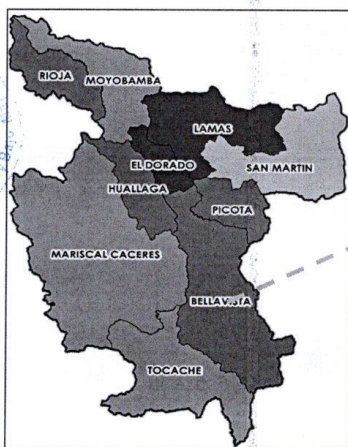 RIOJA
MOYOBAMBA
LAMAS
EL DORADO
SAN MARTIN
HUALLAGA
PICOTA
MARISCAL CACERES
BELLAVISTA
TOCACHE